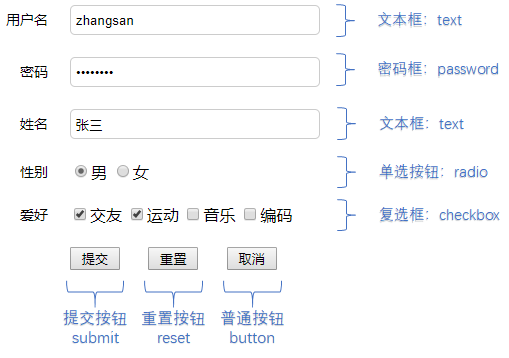 用户名 zhangsan 文本框：text
密码 •••••••• 密码框：password
姓名 张三 文本框：text
性别 男 女 单选按钮：radio
爱好 交友 运动 音乐 编码 复选框：checkbox
提交 重置 取消
提交按钮 重置按钮 普通按钮
submit reset button